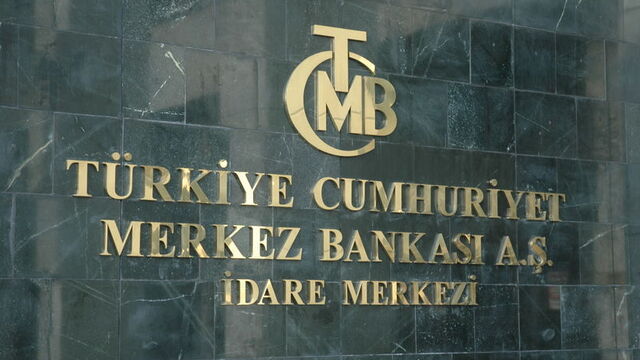 TCMB
TÜRKİYE CUMHURİYET
MERKEZ BANKASI A.Ş.
İDARE MERKEZİ